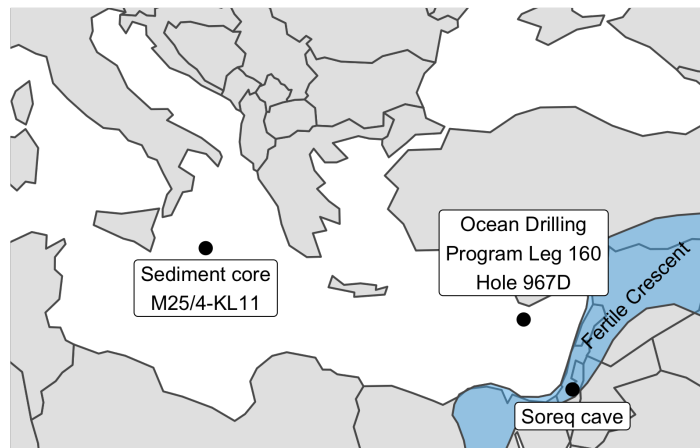 Ocean Drilling
Program Leg 160
Hole 967D
Sediment core
M25/4-KL11
Fertile Crescent
Soreq cave